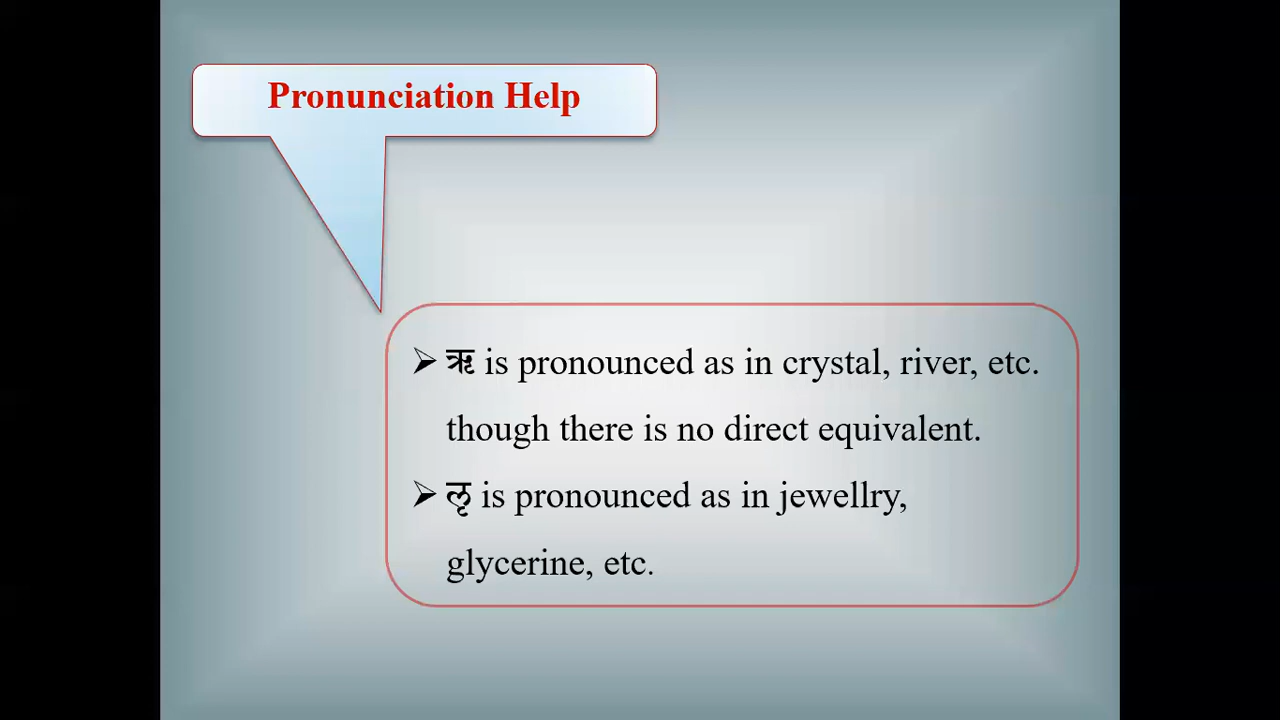 Pronunciation Help
➢ ऋ is pronounced as in crystal, river, etc.
though there is no direct equivalent.
➢ ऌ is pronounced as in jewellry,
glycerine, etc.